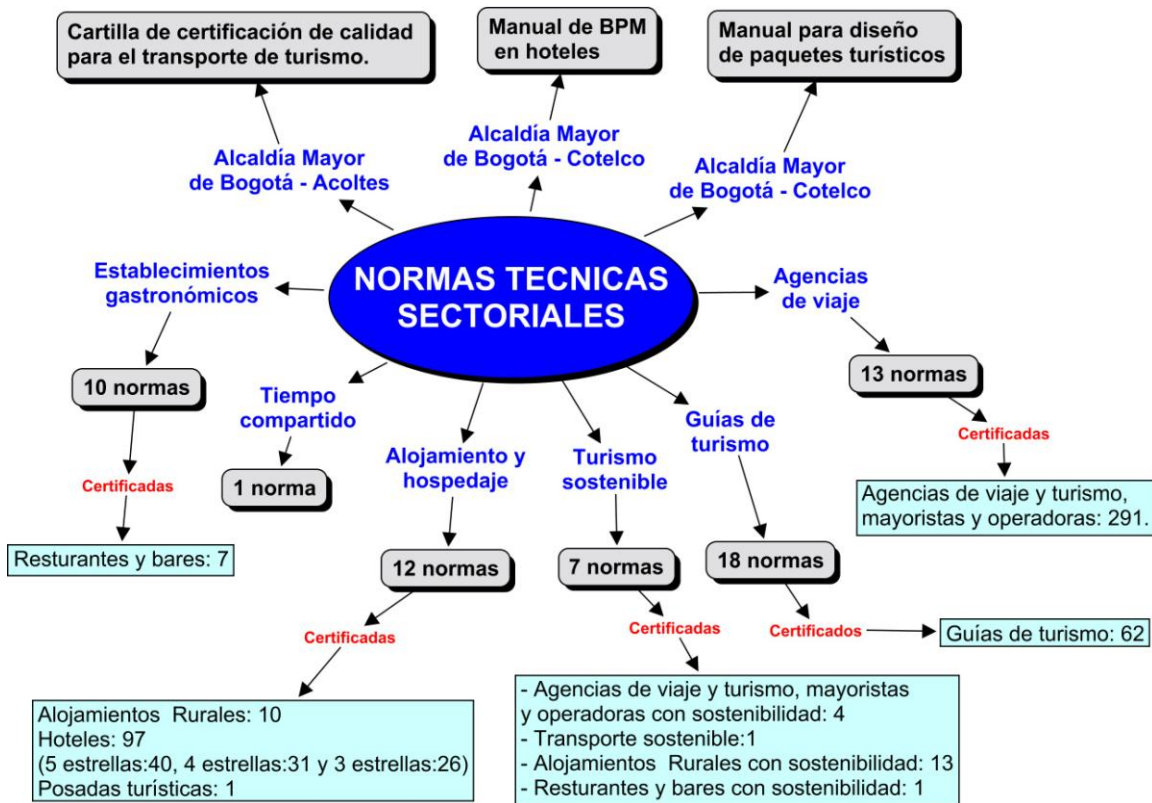 Cartilla de certificación de calidad
para el transporte de turismo.
Manual de BPM
en hoteles
Manual para diseño
de paquetes turísticos
Alcaldía Mayor
de Bogotá - Acoltes
Alcaldía Mayor
de Bogotá - Cotelco
Alcaldía Mayor
de Bogotá - Cotelco
NORMAS TECNICAS
SECTORIALES
Establecimientos
gastronómicos
10 normas
Certificadas
Resturantes y bares: 7
Tiempo
compartido
1 norma
Alojamiento y
hospedaje
12 normas
Certificadas
Alojamientos Rurales: 10
Hoteles: 97
(5 estrellas:40, 4 estrellas:31 y 3 estrellas:26)
Posadas turísticas: 1
Turismo
sostenible
7 normas
Certificadas
- Agencias de viaje y turismo, mayoristas
y operadoras con sostenibilidad: 4
- Transporte sostenible:1
- Alojamientos Rurales con sostenibilidad: 13
- Resturantes y bares con sostenibilidad: 1
Guías de
turismo
18 normas
Certificados
Guías de turismo: 62
Agencias
de viaje
13 normas
Certificadas
Agencias de viaje y turismo,
mayoristas y operadoras: 291.